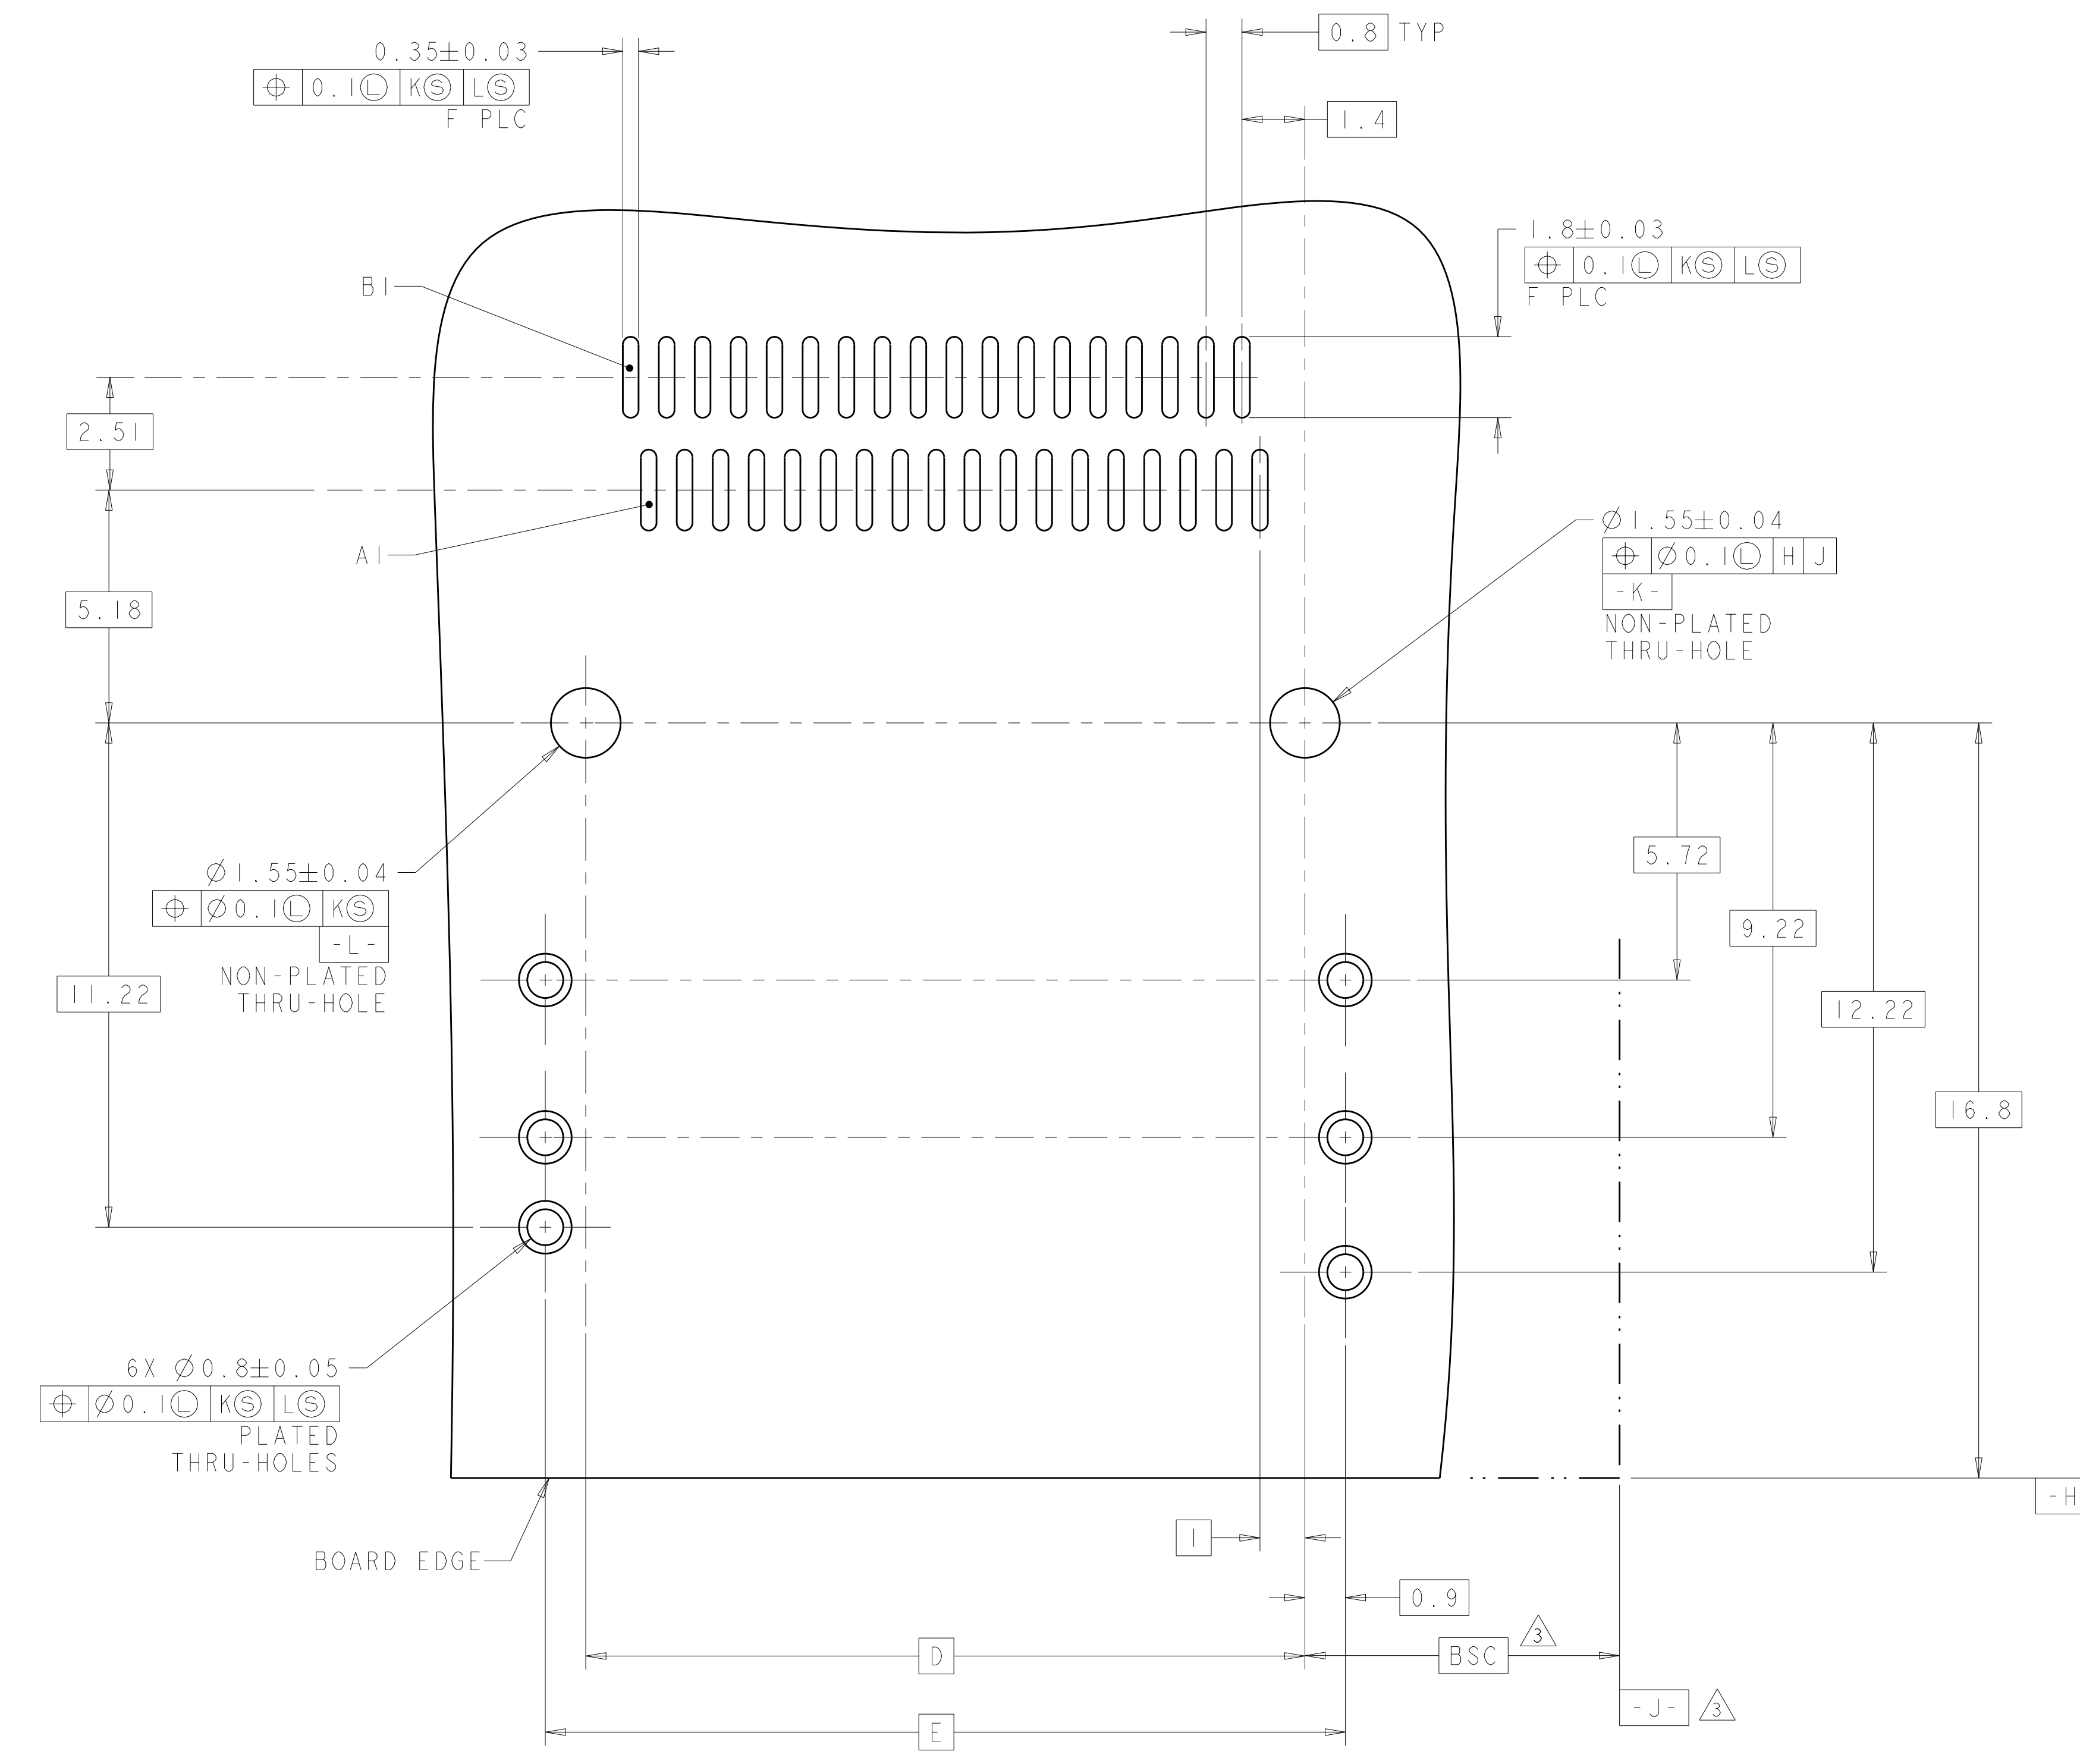 0.8 TYP
0.35±0.03
⌖ 0.1Ⓛ KⓈ LⓈ
F PLC
1.4
1.8±0.03
⌖ 0.1Ⓛ KⓈ LⓈ
F PLC
B1
2.51
A1
5.18
Ø1.55±0.04
⌖ Ø0.1Ⓛ H J
-K-
NON-PLATED
THRU-HOLE
5.72
Ø1.55±0.04
⌖ Ø0.1Ⓛ KⓈ
-L-
NON-PLATED
THRU-HOLE
9.22
11.22
12.22
16.8
6X Ø0.8±0.05
⌖ Ø0.1Ⓛ KⓈ LⓈ
PLATED
THRU-HOLES
-H
1
BOARD EDGE
0.9
D
BSC 3
-J- 3
E